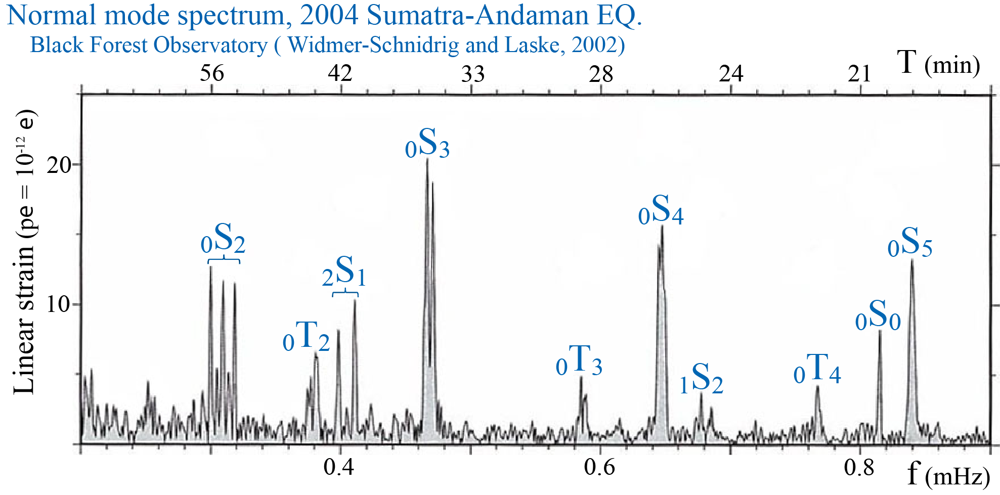 Normal mode spectrum, 2004 Sumatra-Andaman EQ.
Black Forest Observatory ( Widmer-Schnidrig and Laske, 2002)
56 42 33 28 24 21 T (min)
Linear strain (pe = 10⁻¹² e)
20
10
₀S₂
₀T₂
₂S₁
₀S₃
₀T₃
₀S₄
₁S₂
₀T₄
₀S₀
₀S₅
0.4 0.6 0.8 f (mHz)